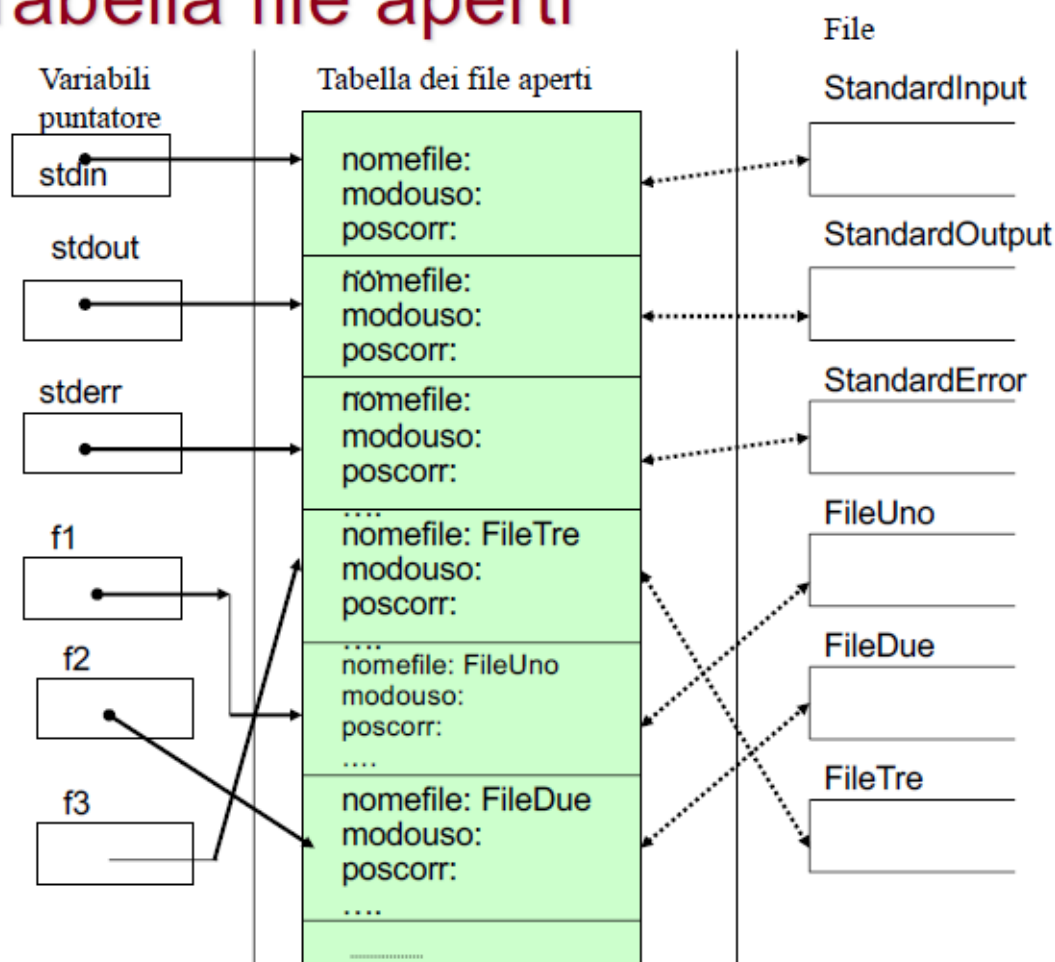 Tabella file aperti
Variabili
puntatore
stdin
stdout
stderr
f1
f2
f3
Tabella dei file aperti
nomefile:
modouso:
poscorr:
....
nomefile:
modouso:
poscorr:
....
nomefile:
modouso:
poscorr:
....
nomefile: FileTre
modouso:
poscorr:
....
nomefile: FileUno
modouso:
poscorr:
....
nomefile: FileDue
modouso:
poscorr:
....
File
StandardInput
StandardOutput
StandardError
FileUno
FileDue
FileTre